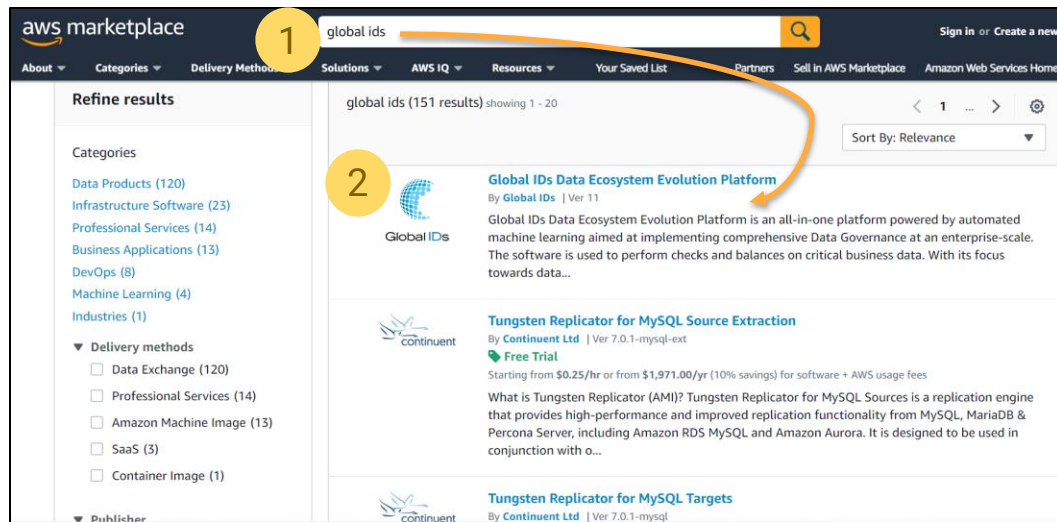 aws marketplace
1
global ids
Sign in or Create a new
About
Categories
Delivery Methods
Solutions
AWS IQ
Resources
Your Saved List
Partners
Sell in AWS Marketplace
Amazon Web Services Home
Refine results
Categories
Data Products (120)
Infrastructure Software (23)
Professional Services (14)
Business Applications (13)
DevOps (8)
Machine Learning (4)
Industries (1)
Delivery methods
Data Exchange (120)
Professional Services (14)
Amazon Machine Image (13)
SaaS (3)
Container Image (1)
Publisher
global ids (151 results) showing 1 - 20
< 1 ... >
Sort By: Relevance
2
Global IDs
Global IDs Data Ecosystem Evolution Platform
By Global IDs | Ver 11
Global IDs Data Ecosystem Evolution Platform is an all-in-one platform powered by automated
machine learning aimed at implementing comprehensive Data Governance at an enterprise-scale.
The software is used to perform checks and balances on critical business data. With its focus
towards data...
continuent
Tungsten Replicator for MySQL Source Extraction
By Continuent Ltd | Ver 7.0.1-mysql-ext
Free Trial
Starting from $0.25/hr or from $1,971.00/yr (10% savings) for software + AWS usage fees
What is Tungsten Replicator (AMI)? Tungsten Replicator for MySQL Sources is a replication engine
that provides high-performance and improved replication functionality from MySQL, MariaDB &
Percona Server, including Amazon RDS MySQL and Amazon Aurora. It is designed to be used in
conjunction with o...
continuent
Tungsten Replicator for MySQL Targets
By Continuent Ltd | Ver 7.0.1-mysql